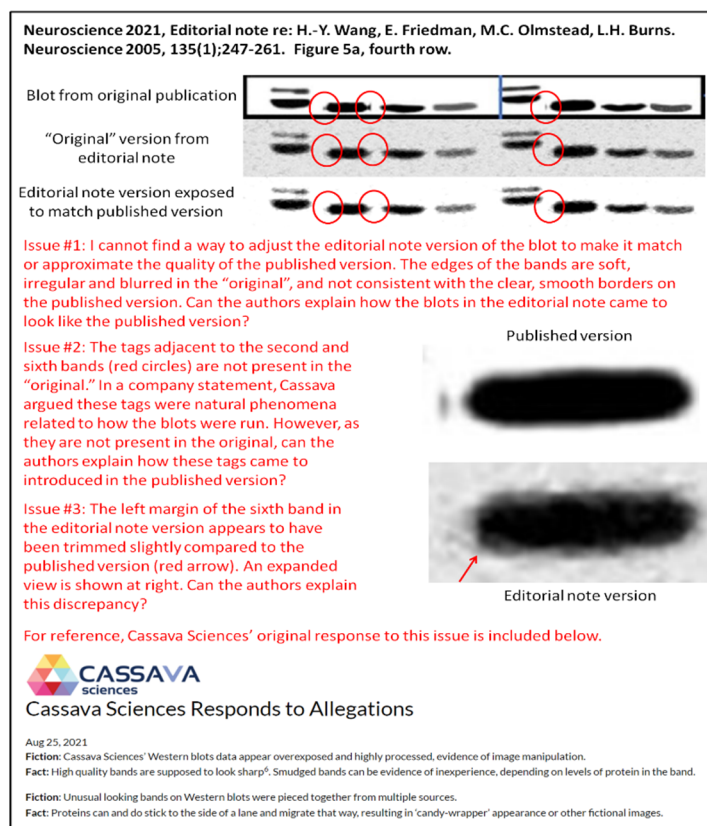 Neuroscience 2021, Editorial note re: H.-Y. Wang, E. Friedman, M.C. Olmstead, L.H. Burns.
Neuroscience 2005, 135(1);247-261. Figure 5a, fourth row.
Blot from original publication
“Original” version from
editorial note
Editorial note version exposed
to match published version
Issue #1: I cannot find a way to adjust the editorial note version of the blot to make it match
or approximate the quality of the published version. The edges of the bands are soft,
irregular and blurred in the “original”, and not consistent with the clear, smooth borders on
the published version. Can the authors explain how the blots in the editorial note came to
look like the published version?
Issue #2: The tags adjacent to the second and
sixth bands (red circles) are not present in the
“original.” In a company statement, Cassava
argued these tags were natural phenomena
related to how the blots were run. However, as
they are not present in the original, can the
authors explain how these tags came to
introduced in the published version?
Issue #3: The left margin of the sixth band in
the editorial note version appears to have
been trimmed slightly compared to the
published version (red arrow). An expanded
view is shown at right. Can the authors explain
this discrepancy?
Published version
Editorial note version
For reference, Cassava Sciences’ original response to this issue is included below.
CASSAVA
sciences
Cassava Sciences Responds to Allegations
Aug 25, 2021
Fiction: Cassava Sciences’ Western blots data appear overexposed and highly processed, evidence of image manipulation.
Fact: High quality bands are supposed to look sharp⁶. Smudged bands can be evidence of inexperience, depending on levels of protein in the band.
Fiction: Unusual looking bands on Western blots were pieced together from multiple sources.
Fact: Proteins can and do stick to the side of a lane and migrate that way, resulting in ‘candy-wrapper’ appearance or other fictional images.